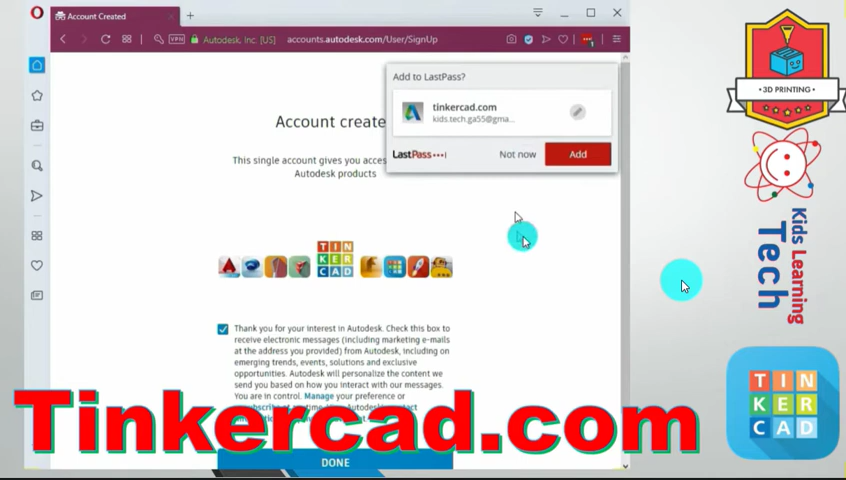 Account Created
VPN
Autodesk, Inc. [US]
accounts.autodesk.com/User/SignUp
Add to LastPass?
tinkercad.com
kids.tech.ga55@gma...
LastPass
Not now
Add
Account create
This single account gives you acces
Autodesk products
TIN
KER
CAD
Thank you for your interest in Autodesk. Check this box to
receive electronic messages (including marketing e-mails
at the address you provided) from Autodesk, including on
emerging trends, events, solutions and exclusive
opportunities. Autodesk will personalize the content we
send you based on how you interact with our messages.
You are in control. Manage your preference or
Tinkercad.com
DONE
• 3D PRINTING •
Kids Learning
Tech
TIN
KER
CAD